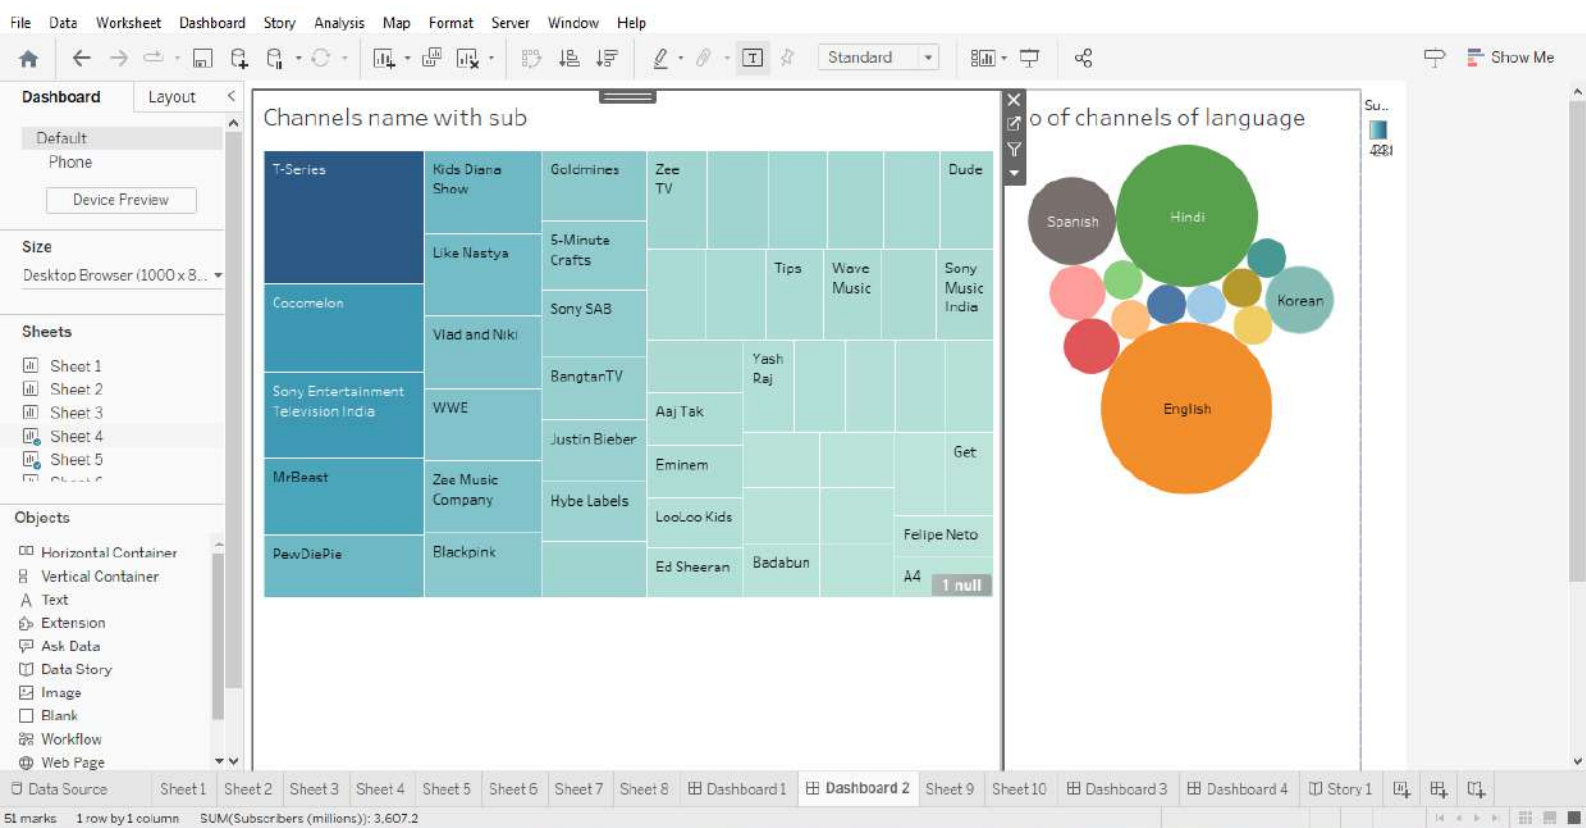 File Data Worksheet Dashboard Story Analysis Map Format Server Window Help
Standard
Show Me
Dashboard Layout
Default
Phone
Device Preview
Size
Desktop Browser (1000 x 8...
Sheets
Sheet 1
Sheet 2
Sheet 3
Sheet 4
Sheet 5
Objects
Horizontal Container
Vertical Container
A Text
Extension
Ask Data
Data Story
Image
Blank
Workflow
Web Page
Channels name with sub
T-Series
Cocomelon
Sony Entertainment
Television India
MrBeast
PewDiePie
Kids Diana
Show
Like Nastya
Vlad and Niki
WWE
Zee Music
Company
Blackpink
Goldmines
5-Minute
Crafts
Sony SAB
BangtanTV
Justin Bieber
Hybe Labels
Zee
TV
Dude
Tips
Wave
Music
Sony
Music
India
Yash
Raj
Aaj Tak
Eminem
LooLoo Kids
Ed Sheeran
Badabun
Get
Felipe Neto
A4
1 null
o of channels of language
Spanish
Hindi
Korean
English
Su..
Data Source Sheet 1 Sheet 2 Sheet 3 Sheet 4 Sheet 5 Sheet 6 Sheet 7 Sheet 8 Dashboard 1 Dashboard 2 Sheet 9 Sheet 10 Dashboard 3 Dashboard 4 Story 1
51 marks 1 row by 1 column SUM(Subscribers (millions)): 3,607.2